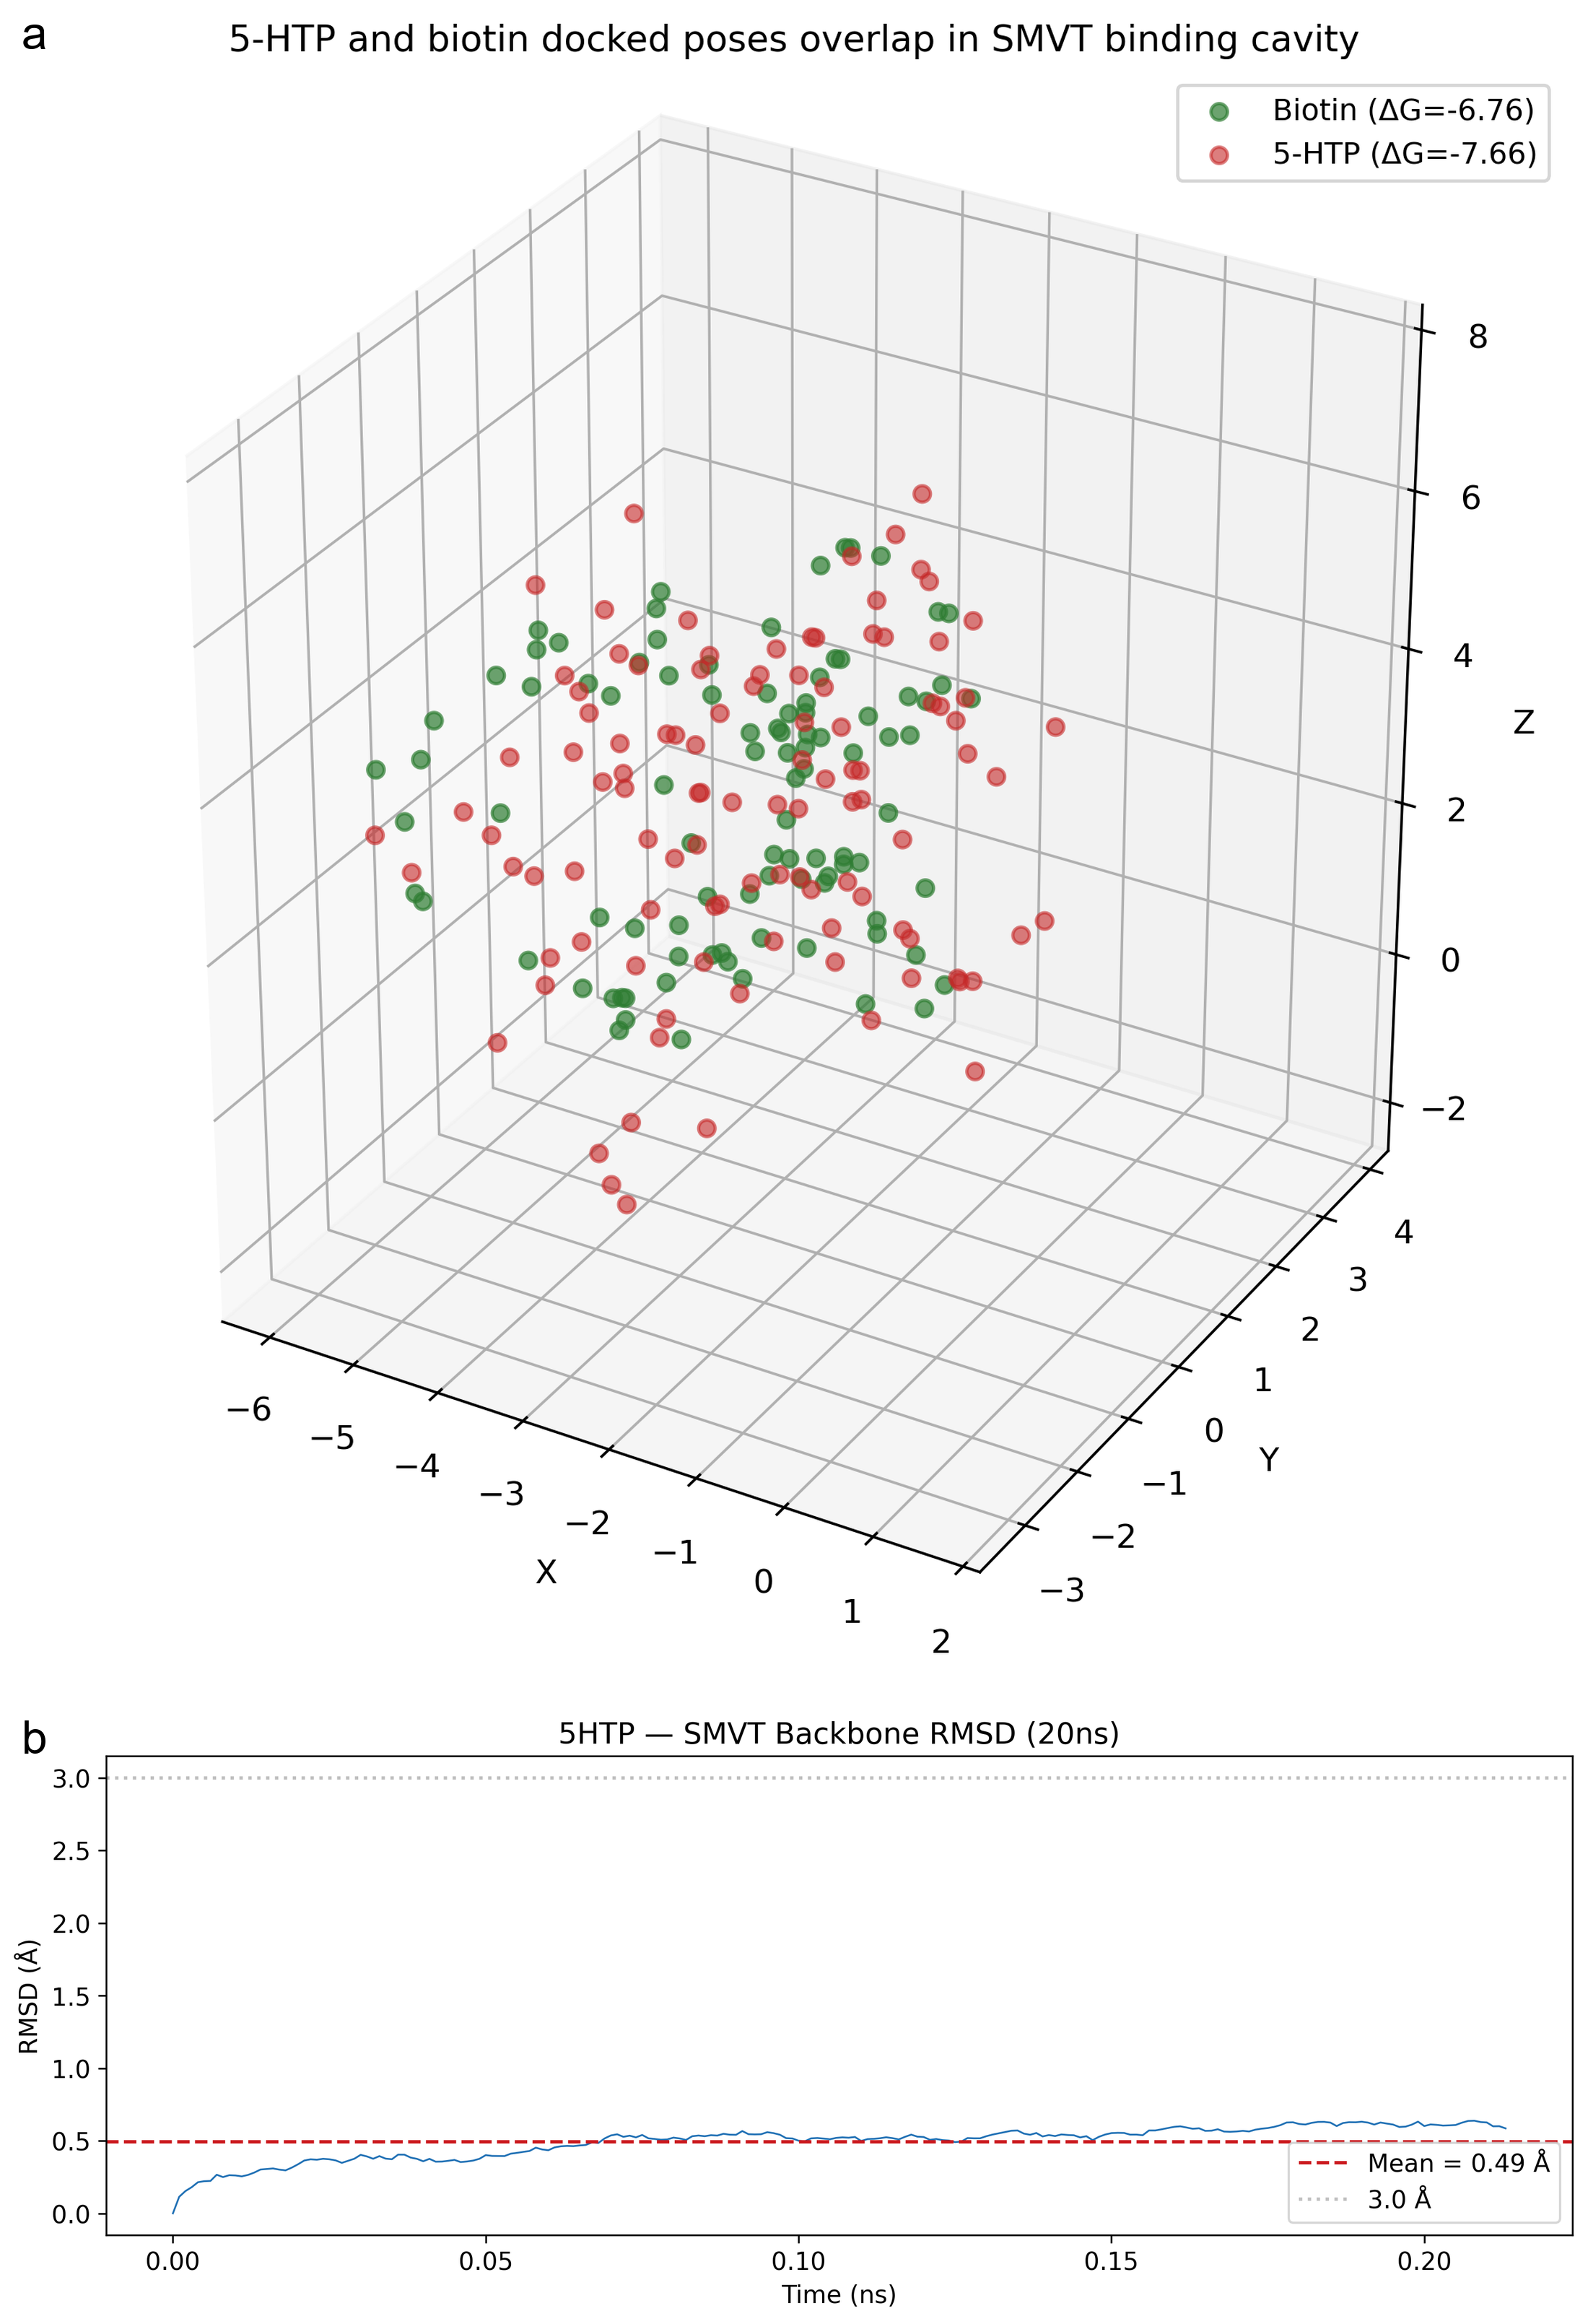 a
5-HTP and biotin docked poses overlap in SMVT binding cavity
Biotin (ΔG=-6.76)
5-HTP (ΔG=-7.66)
8
6
4
2
0
−2
Z
4
3
2
1
0
−1
−2
−3
Y
−6
−5
−4
−3
−2
−1
0
1
2
X
b
5HTP — SMVT Backbone RMSD (20ns)
3.0
2.5
2.0
1.5
1.0
0.5
0.0
RMSD (Å)
Mean = 0.49 Å
3.0 Å
0.00 0.05 0.10 0.15 0.20
Time (ns)